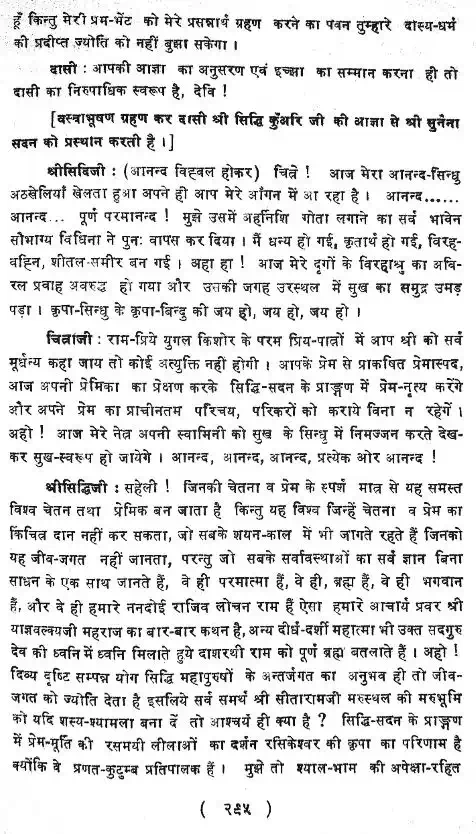 हूँ किन्तु मेरी प्रम-भेंट को मेरे प्रसन्नार्थ ग्रहण करने का पवन तुम्हारे दास्य-धर्म
की प्रदीप्त ज्योति को नहीं बुझा सकेगा ।
दासी : आपकी आज्ञा का अनुसरण एवं इच्छा का सम्मान करना ही तो
दासी का निरुपाधिक स्वरूप है, देवि !
[वस्त्राभूषण ग्रहण कर दासी श्री सिद्धि कुँअरि जी की आज्ञा से श्री सुनैना
सदन को प्रस्थान करती है ।]
श्रीसिद्धिजी : (आनन्द विह्वल होकर) चित्रे ! आज मेरा आनन्द-सिन्धु
अठखेलियाँ खेलता हुआ अपने ही आप मेरे आँगन में आ रहा है । आनन्द......
आनन्द... पूर्ण परमानन्द ! मुझे उसमें अहर्निशि गोता लगाने का सर्व भावेन
सौभाग्य विधिना ने पुनः वापस कर दिया । मैं धन्य हो गई, कृतार्थ हो गई, विरह-
वह्नि, शीतल-समीर बन गई । अहा हा ! आज मेरे दृगों के विरहाश्रु का अवि-
रल प्रवाह अवरुद्ध हो गया और उसकी जगह उरस्थल में सुख का समुद्र उमड़
पड़ा । कृपा-सिन्धु के कृपा-बिन्दु की जय हो, जय हो, जय हो ।
चित्राजी : राम-प्रिये युगल किशोर के परम प्रिय-पात्रों में आप श्री को सर्व
मूर्धन्य कहा जाय तो कोई अत्युक्ति नहीं होगी । आपके प्रेम से प्राकषित प्रेमास्पद,
आज अपनी प्रेमिका का प्रेक्षण करके सिद्धि-सदन के प्राङ्गण में प्रेम-नृत्य करेंगे
और अपने प्रेम का प्राचीनतम परिचय, परिकरों को कराये बिना न रहेगें ।
अहो ! आज मेरे नेत्र अपनी स्वामिनी को सुख के सिन्धु में निमज्जन करते देख-
कर सुख-स्वरूप हो जायेगे । आनन्द, आनन्द, आनन्द, प्रत्येक ओर आनन्द !
श्रीसिद्धिजी : सहेली ! जिनकी चेतना व प्रेम के स्पर्श मात्र से यह समस्त
विश्व चेतन तथा प्रेमिक बन जाता है किन्तु यह विश्व जिन्हें चेतना व प्रेम का
किंचित्र दान नहीं कर सकता, जो सबके शयन-काल में भी जागते रहते हैं जिनको
यह जीव-जगत नहीं जानता, परन्तु जो सबके सर्वावस्थाओं का सर्व ज्ञान बिना
साधन के एक साथ जानते हैं, वे ही परमात्मा हैं, वे ही, ब्रह्म हैं, वे ही भगवान
हैं, और वे ही हमारे ननदोई राजिव लोचन राम हैं ऐसा हमारे आचार्य प्रवर श्री
याज्ञवल्क्यजी महराज का बार-बार कथन है, अन्य दीर्घ-दर्शी महात्मा भी उक्त सदगुरु
देव की ध्वनि में ध्वनि मिलाते हुये दाशरथी राम को पूर्ण ब्रह्म बतलाते हैं । अहो !
दिव्य दृष्टि सम्पन्न योग सिद्धि महापुरुषों के अन्तर्जगत का अनुभव ही तो जीव-
जगत को ज्योति देता है इसलिये सर्व समर्थ श्री सीतारामजी मरुस्थल की मरुभूमि
को यदि शस्य-श्यामला बना दें तो आश्चर्य ही क्या है ? सिद्धि-सदन के प्राङ्गण
में प्रेम-मूर्ति की रसमयी लीलाओं का दर्शन रसिकेश्वर की कृपा का परिणाम है
क्योंकि वे प्रणत-कुटुम्ब प्रतिपालक हैं । मुझे तो श्याल-भाम की अपेक्षा-रहित
( २९५ )